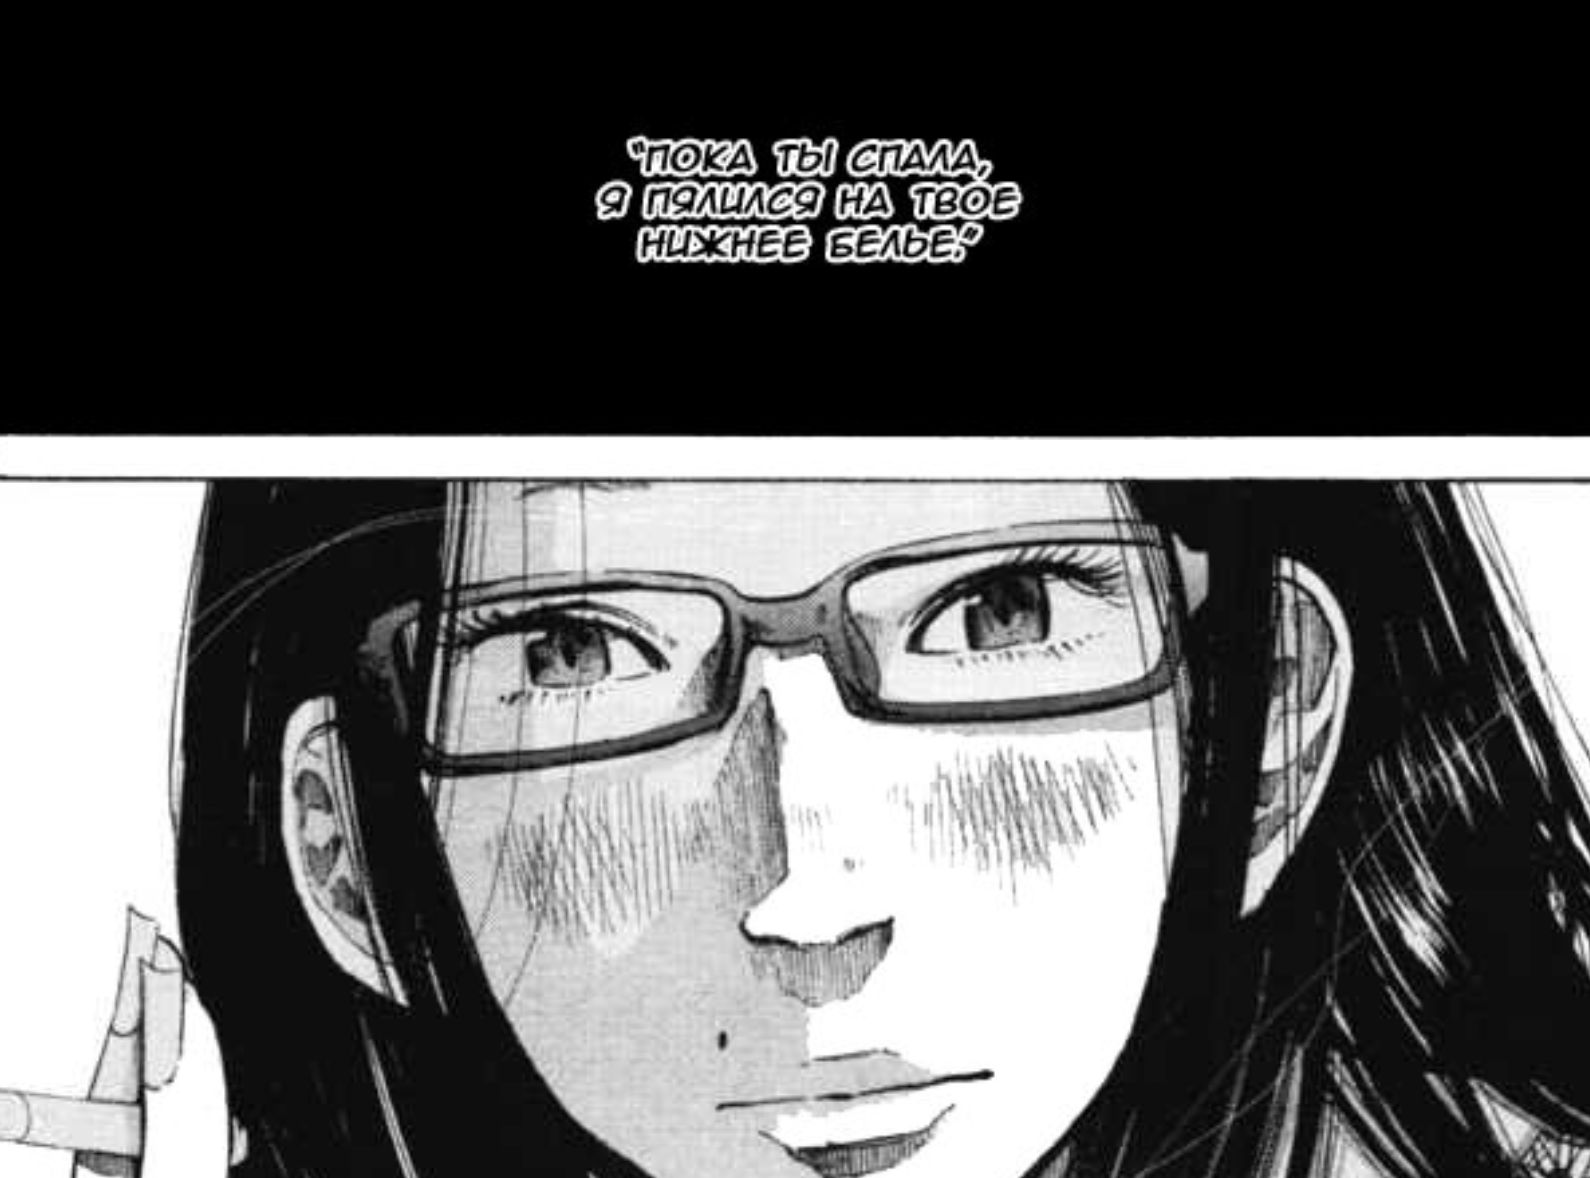 "ПОКА ТЫ СПАЛА,
Я ПЯЛИЛСЯ НА ТВОЕ
НИЖНЕЕ БЕЛЬЕ."